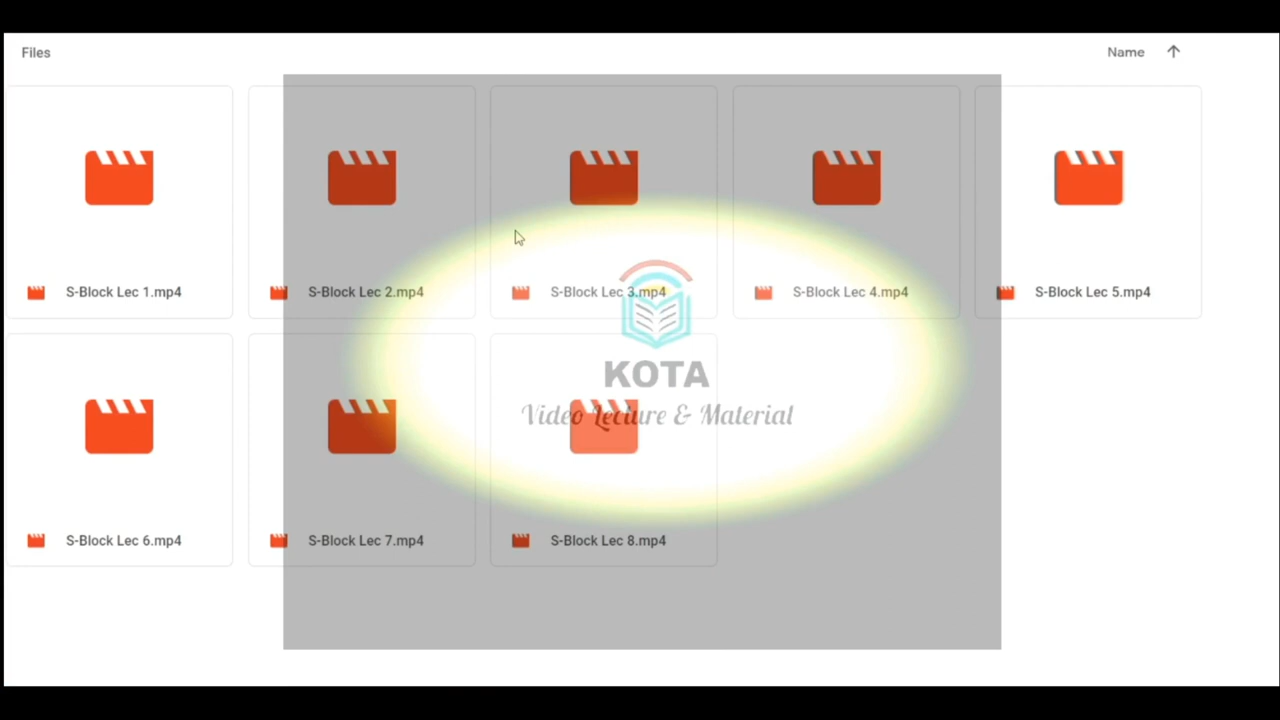 Files
Name
S-Block Lec 1.mp4
S-Block Lec 2.mp4
S-Block Lec 3.mp4
S-Block Lec 4.mp4
S-Block Lec 5.mp4
KOTA
Video Lecture & Material
S-Block Lec 6.mp4
S-Block Lec 7.mp4
S-Block Lec 8.mp4